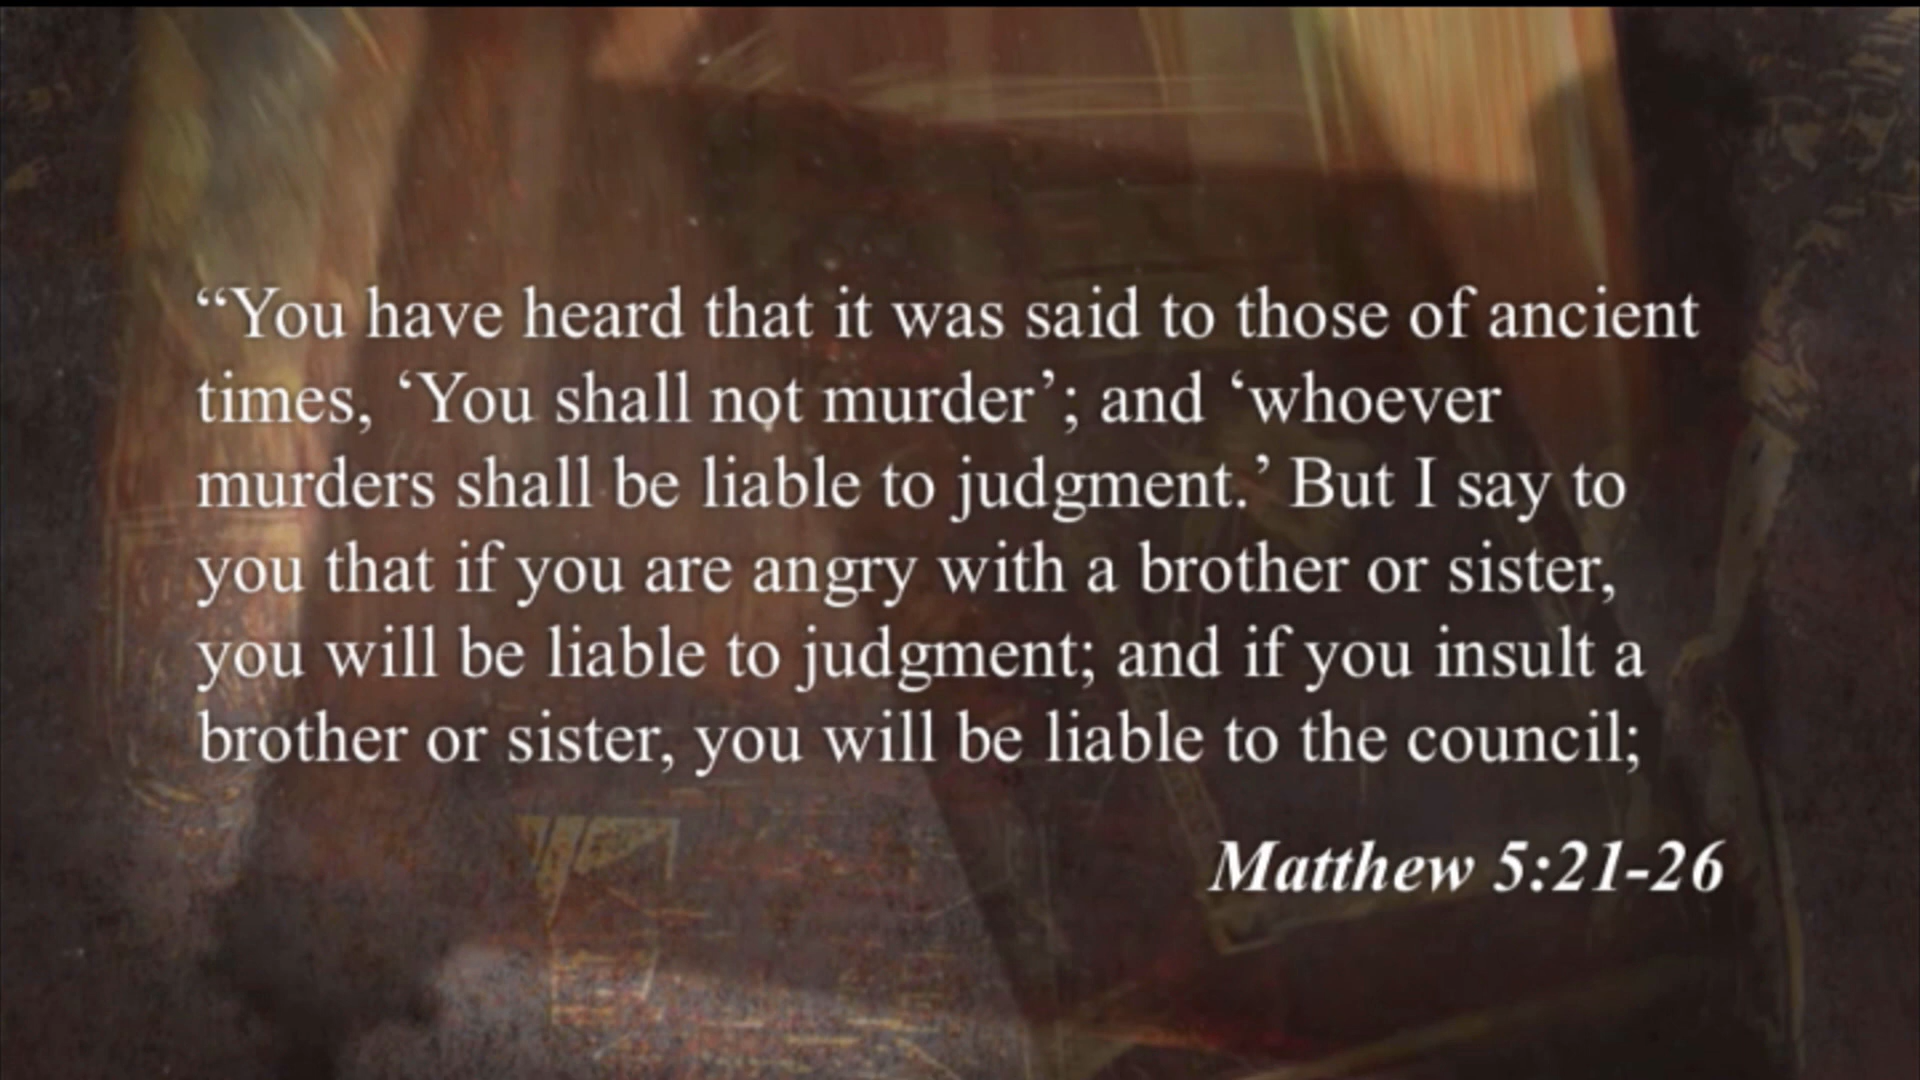 “You have heard that it was said to those of ancient
times, ‘You shall not murder’; and ‘whoever
murders shall be liable to judgment.’ But I say to
you that if you are angry with a brother or sister,
you will be liable to judgment; and if you insult a
brother or sister, you will be liable to the council;
Matthew 5:21-26